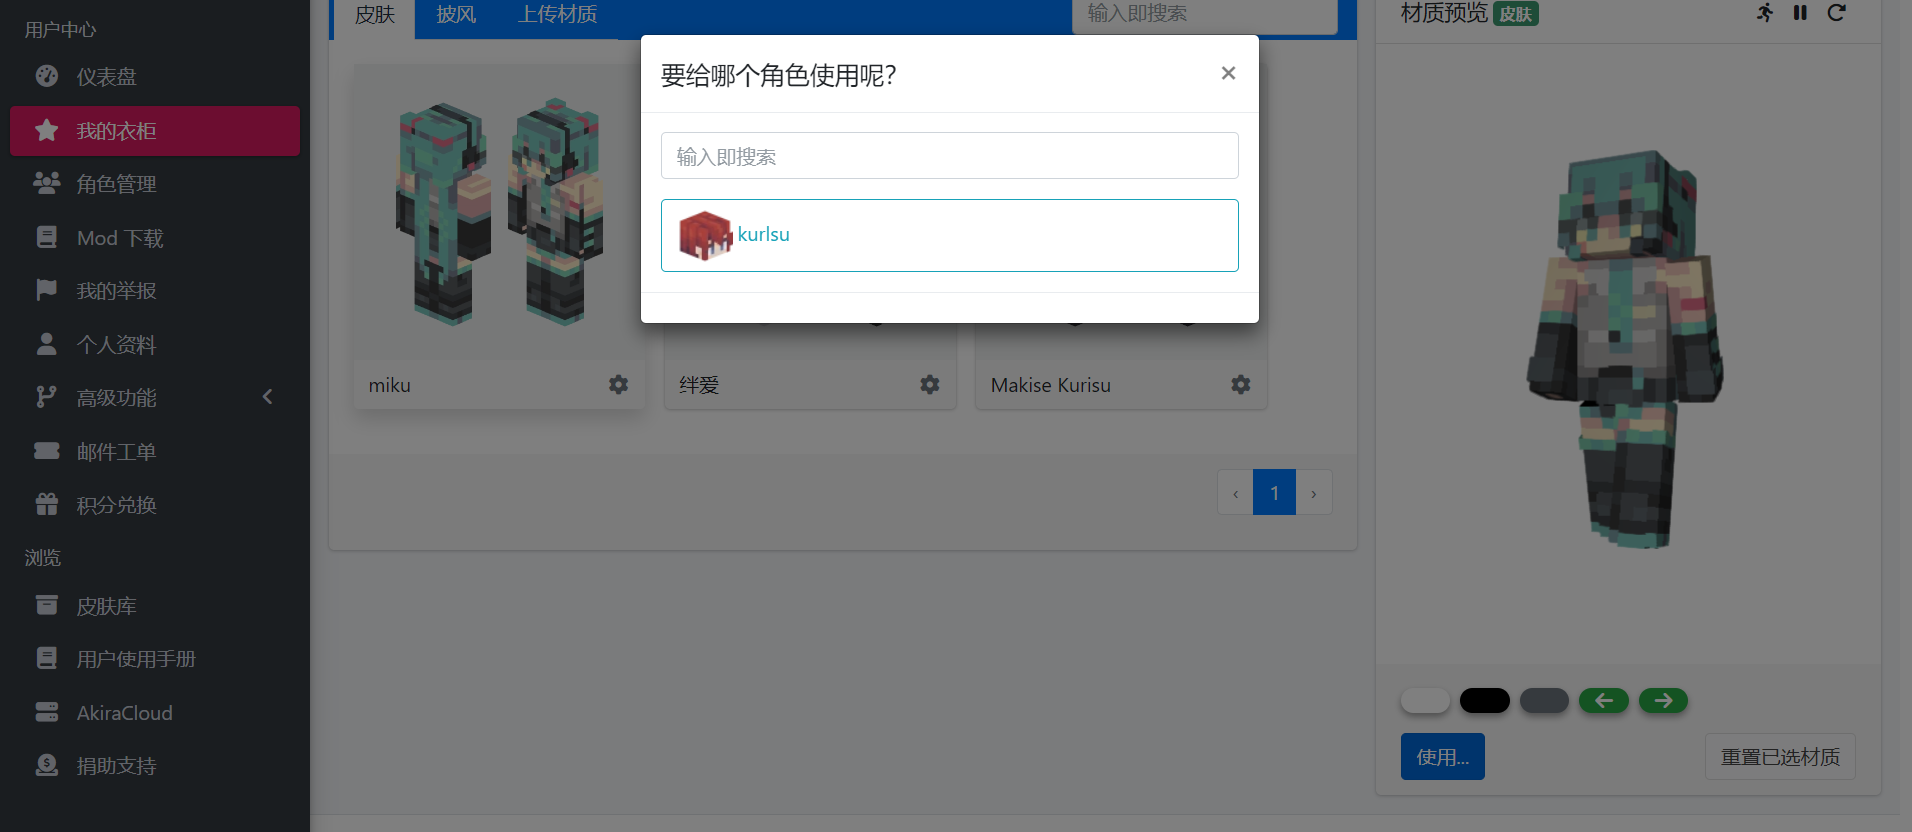 用户中心
仪表盘
我的衣柜
角色管理
Mod 下载
我的举报
个人资料
高级功能
邮件工单
积分兑换
浏览
皮肤库
用户使用手册
AkiraCloud
捐助支持
皮肤 披风 上传材质 输入即搜索
要给哪个角色使用呢？ ×
输入即搜索
kurlsu
miku 绊爱 Makise Kurisu
‹ 1 ›
材质预览 皮肤
使用... 重置已选材质